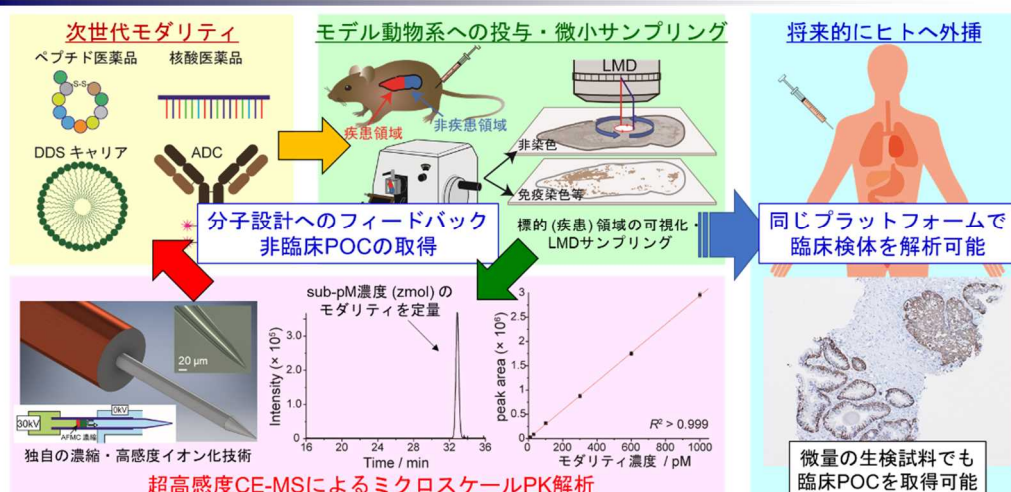 次世代モダリティ
ペプチド医薬品
核酸医薬品
S-S
DDS キャリア
ADC
モデル動物系への投与・微小サンプリング
疾患領域
非疾患領域
LMD
非染色
免疫染色等
標的 (疾患) 領域の可視化・
LMDサンプリング
分子設計へのフィードバック
非臨床POCの取得
将来的にヒトへ外挿
同じプラットフォームで
臨床検体を解析可能
微量の生検試料でも
臨床POCを取得可能
20 μm
30kV
0kV
AFMC 濃縮
独自の濃縮・高感度イオン化技術
sub-pM濃度 (zmol) の
モダリティを定量
Intensity (× 10⁵)
3.0
2.0
1.0
0
16 20 24 28 32 36
Time / min
peak area (× 10⁶)
3
2.5
2
1.5
1
0.5
0
0 200 400 600 800 1000
モダリティ濃度 / pM
R² > 0.999
超高感度CE-MSによるミクロスケールPK解析